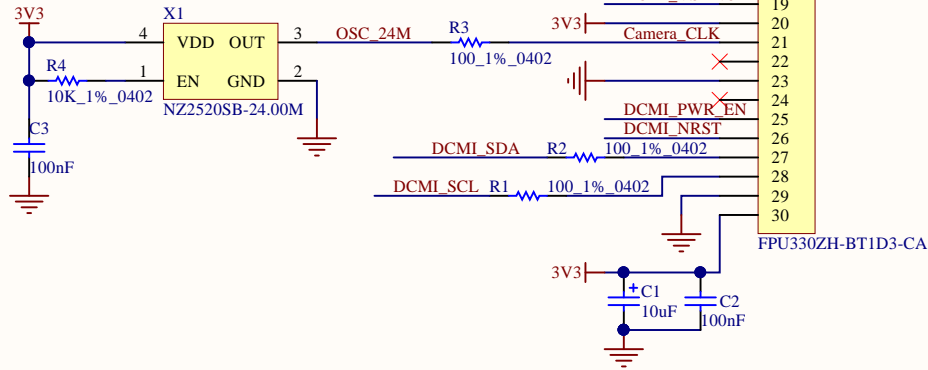 3V3
X1
4
VDD
OUT
3
OSC_24M
R3
100_1%_0402
R4
10K_1%_0402
1
EN
GND
2
NZ2520SB-24.00M
C3
100nF
19
3V3
20
Camera_CLK
21
22
23
24
DCMI_PWR_EN
25
DCMI_NRST
26
DCMI_SDA
R2
100_1%_0402
27
28
DCMI_SCL
R1
100_1%_0402
29
30
FPU330ZH-BT1D3-CA
3V3
+
C1
10uF
C2
100nF